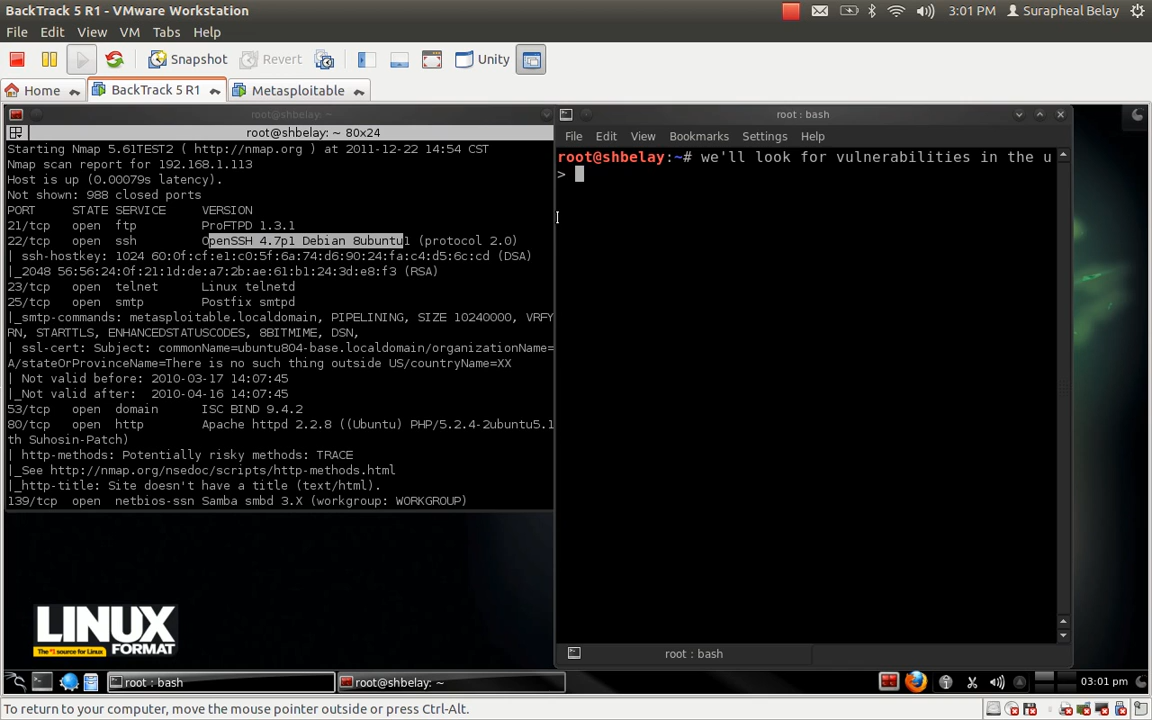 BackTrack 5 R1 - VMware Workstation
3:01 PM Surapheal Belay
File Edit View VM Tabs Help
Snapshot Revert Unity
Home BackTrack 5 R1 Metasploitable
root@shbelay: ~
root : bash
root@shbelay: ~ 80x24
File Edit View Bookmarks Settings Help
Starting Nmap 5.61TEST2 ( http://nmap.org ) at 2011-12-22 14:54 CST
Nmap scan report for 192.168.1.113
Host is up (0.00079s latency).
Not shown: 988 closed ports
PORT STATE SERVICE VERSION
21/tcp open ftp ProFTPD 1.3.1
22/tcp open ssh OpenSSH 4.7p1 Debian 8ubuntu1 (protocol 2.0)
| ssh-hostkey: 1024 60:0f:cf:e1:c0:5f:6a:74:d6:90:24:fa:c4:d5:6c:cd (DSA)
|_2048 56:56:24:0f:21:1d:de:a7:2b:ae:61:b1:24:3d:e8:f3 (RSA)
23/tcp open telnet Linux telnetd
25/tcp open smtp Postfix smtpd
|_smtp-commands: metasploitable.localdomain, PIPELINING, SIZE 10240000, VRFY
RN, STARTTLS, ENHANCEDSTATUSCODES, 8BITMIME, DSN,
| ssl-cert: Subject: commonName=ubuntu804-base.localdomain/organizationName=
A/stateOrProvinceName=There is no such thing outside US/countryName=XX
| Not valid before: 2010-03-17 14:07:45
|_Not valid after: 2010-04-16 14:07:45
53/tcp open domain ISC BIND 9.4.2
80/tcp open http Apache httpd 2.2.8 ((Ubuntu) PHP/5.2.4-2ubuntu5.1
th Suhosin-Patch)
| http-methods: Potentially risky methods: TRACE
|_See http://nmap.org/nsedoc/scripts/http-methods.html
|_http-title: Site doesn't have a title (text/html).
139/tcp open netbios-ssn Samba smbd 3.X (workgroup: WORKGROUP)
root@shbelay:~# we'll look for vulnerabilities in the u
>
LINUX
The #1 source for Linux FORMAT
root : bash
root : bash root@shbelay: ~ 03:01 pm
To return to your computer, move the mouse pointer outside or press Ctrl-Alt.